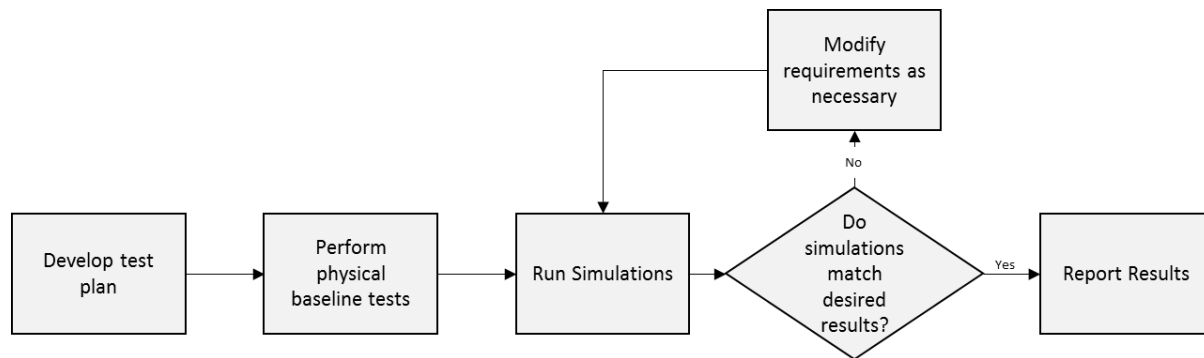 Modify
requirements as
necessary
No
Develop test
plan
Perform
physical
baseline tests
Run Simulations
Do
simulations
match
desired
results?
Yes
Report Results